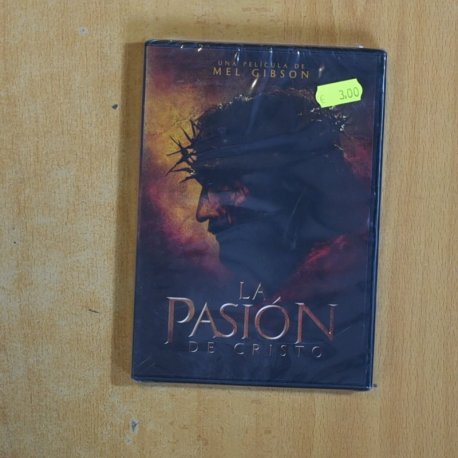 UNA PELÍCULA DE
MEL GIBSON
€ 3.00
LA
PASIÓN
DE CRISTO